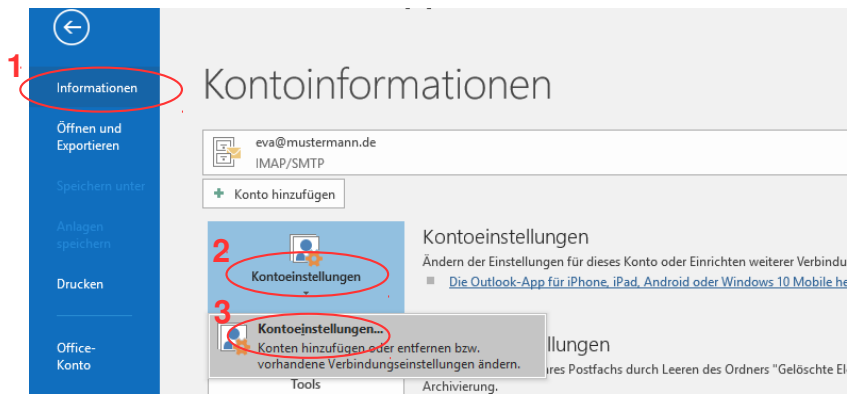 1
Informationen
Öffnen und
Exportieren
Speichern unter
Anlagen
speichern
Drucken
Office-
Konto
Kontoinformationen
eva@mustermann.de
IMAP/SMTP
Konto hinzufügen
2
Kontoeinstellungen
Kontoeinstellungen
Ändern der Einstellungen für dieses Konto oder Einrichten weiterer Verbindu
Die Outlook-App für iPhone, iPad, Android oder Windows 10 Mobile he
3
Kontoeinstellungen...
Konten hinzufügen oder entfernen bzw.
vorhandene Verbindungseinstellungen ändern.
llungen
res Postfachs durch Leeren des Ordners "Gelöschte El
Tools
Archivierung.